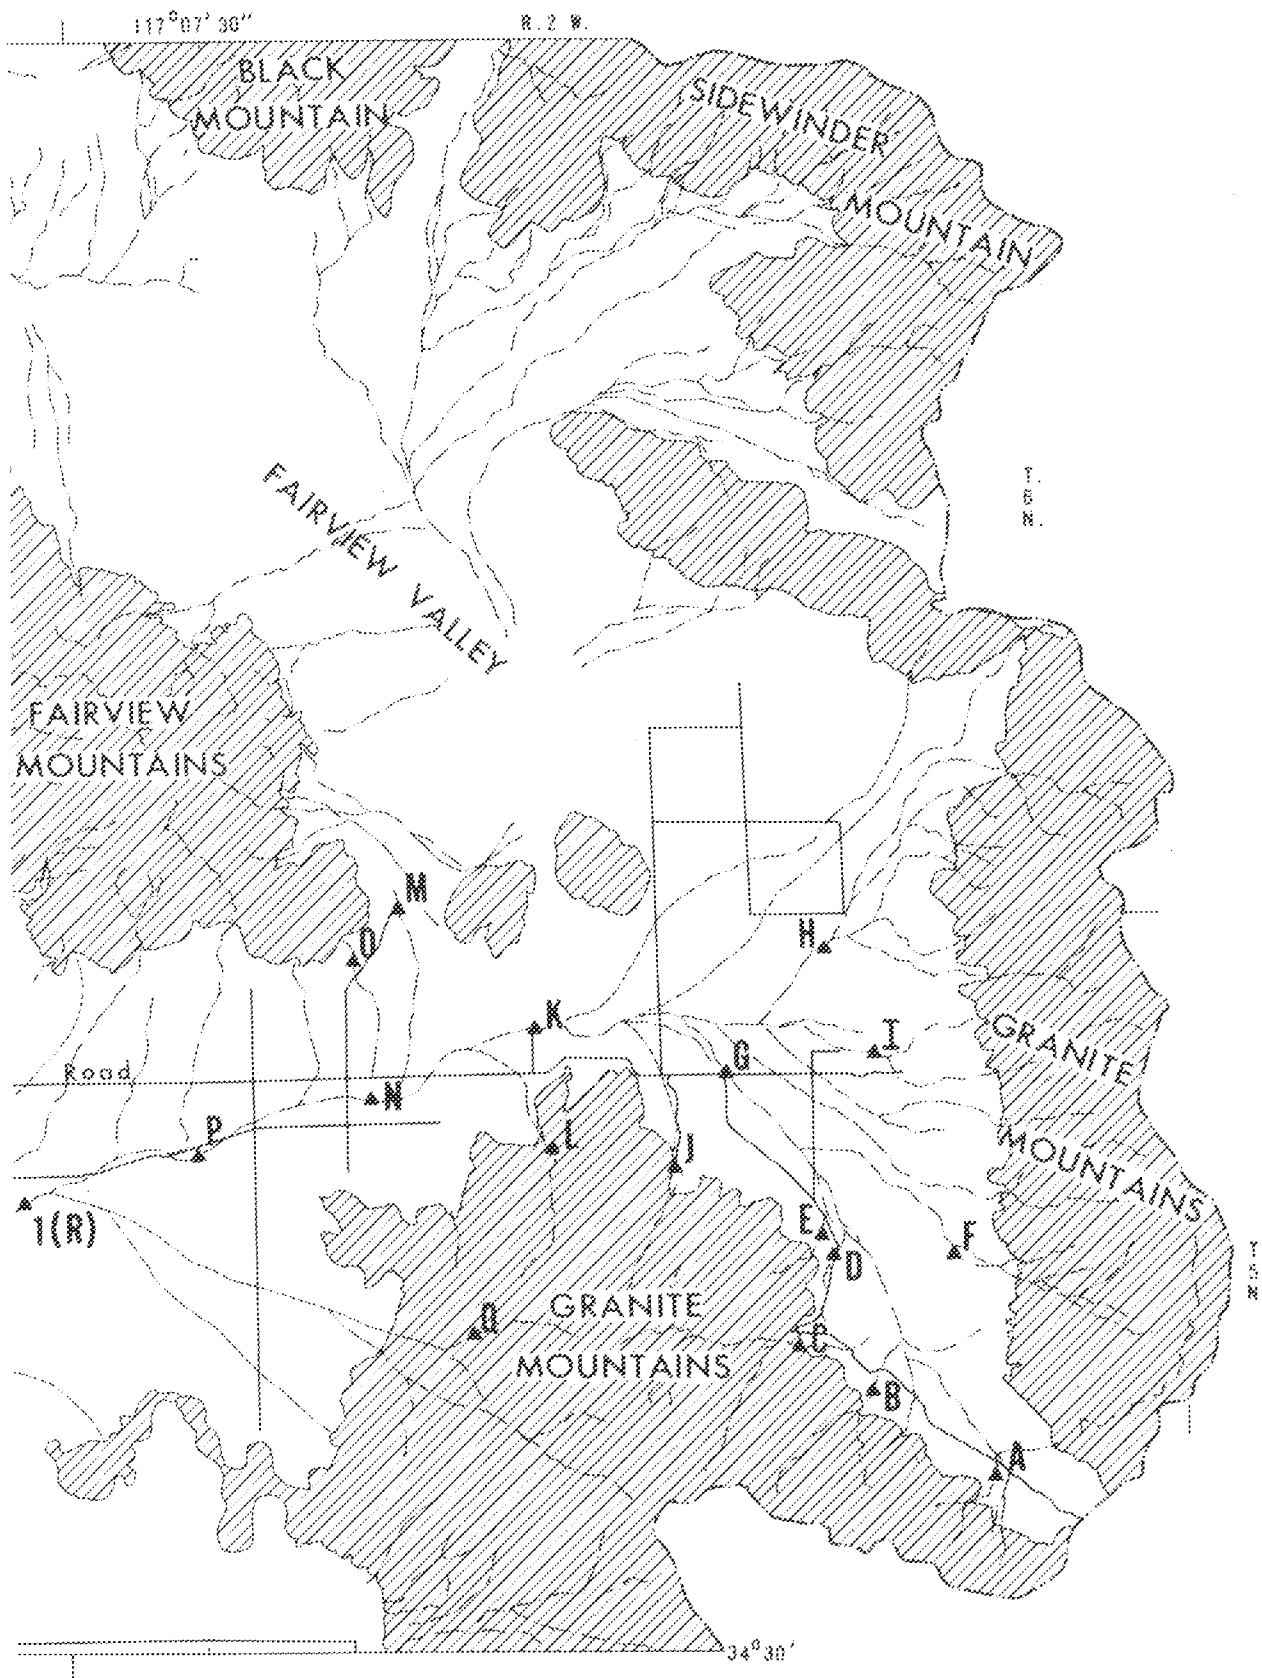 117°07'30" R.2 W.
BLACK
MOUNTAIN
SIDEWINDER
MOUNTAIN
T.
6
N.
FAIRVIEW VALLEY
FAIRVIEW
MOUNTAINS
M
O
H
K
I
G
GRANITE
Road
N
P
L
J
MOUNTAINS
1(R)
E
D
F
T
5
N
GRANITE
MOUNTAINS
Q
C
B
A
34°30'